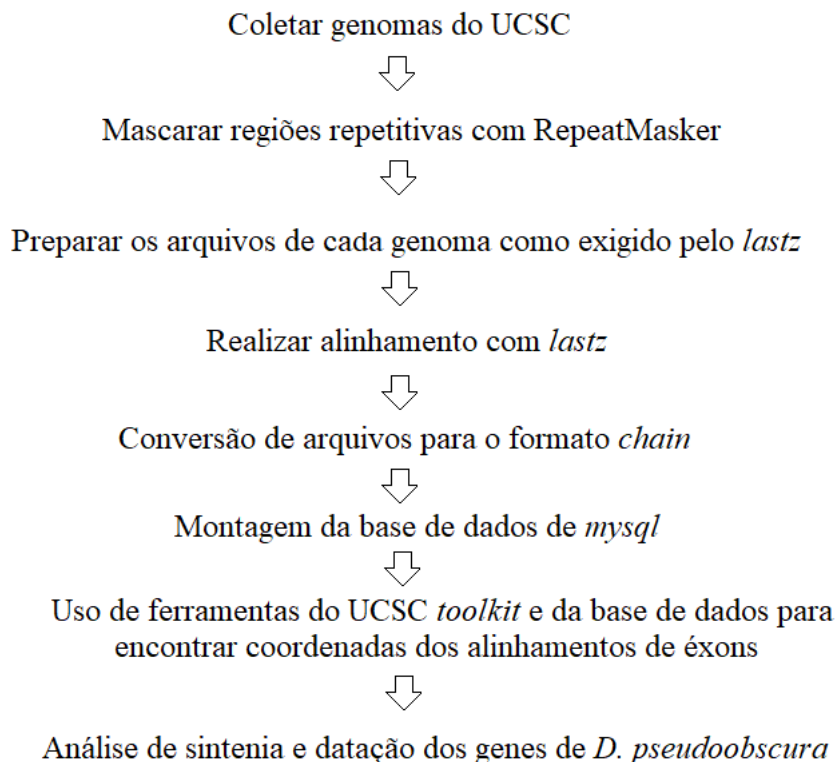 Coletar genomas do UCSC
Mascarar regiões repetitivas com RepeatMasker
Preparar os arquivos de cada genoma como exigido pelo lastz
Realizar alinhamento com lastz
Conversão de arquivos para o formato chain
Montagem da base de dados de mysql
Uso de ferramentas do UCSC toolkit e da base de dados para
encontrar coordenadas dos alinhamentos de éxons
Análise de sintenia e datação dos genes de D. pseudoobscura